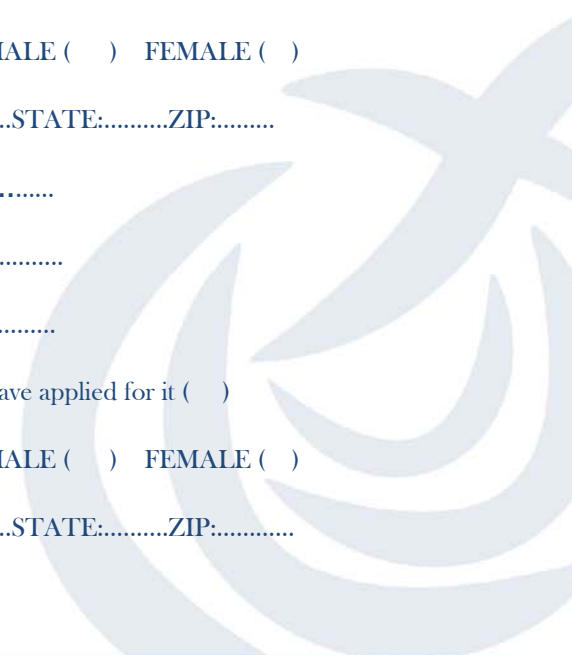 MALE (    )   FEMALE (   )
..STATE:..........ZIP:.........
.........
...........
..........
ave applied for it (    )
MALE (    )   FEMALE (   )
..STATE:..........ZIP:............